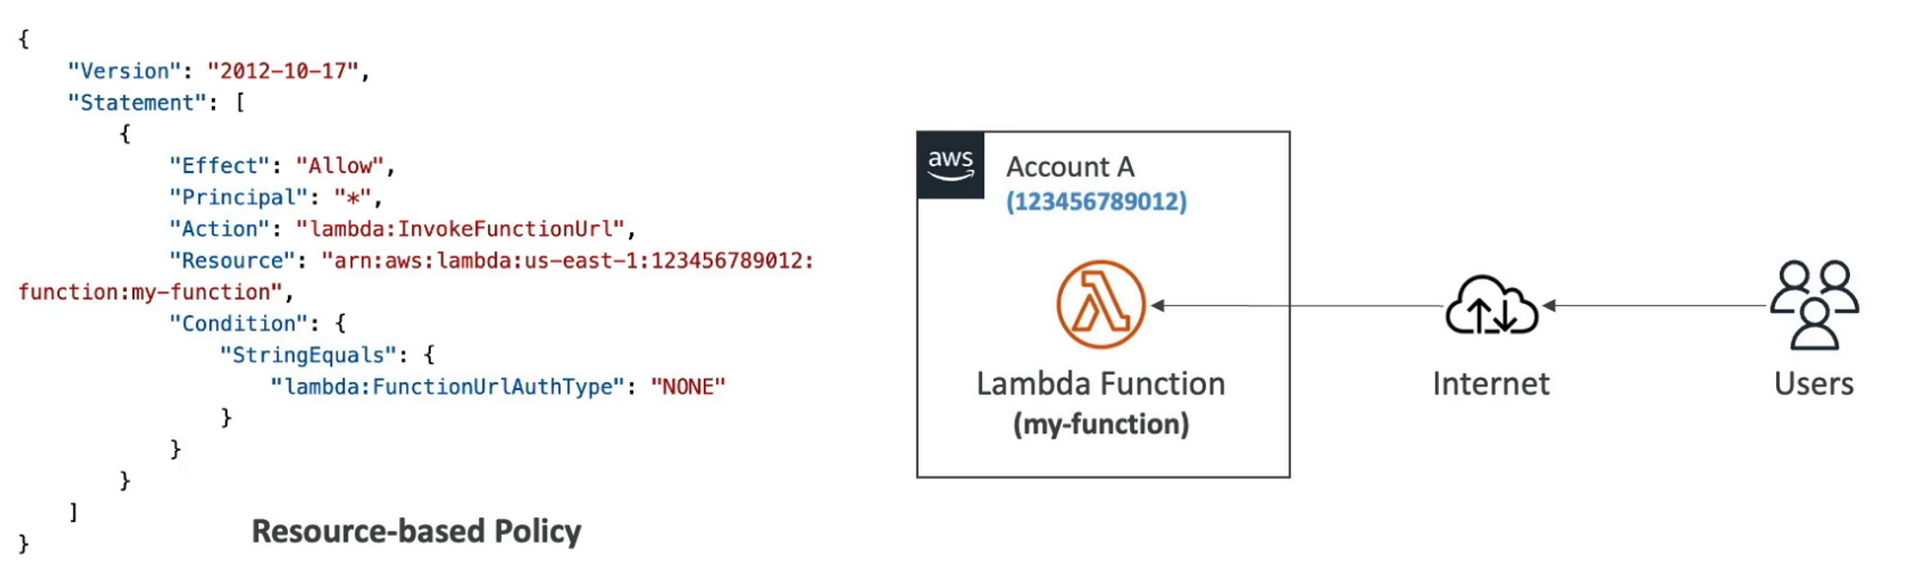 {
    "Version": "2012-10-17",
    "Statement": [
        {
            "Effect": "Allow",
            "Principal": "*",
            "Action": "lambda:InvokeFunctionUrl",
            "Resource": "arn:aws:lambda:us-east-1:123456789012:
function:my-function",
            "Condition": {
                "StringEquals": {
                    "lambda:FunctionUrlAuthType": "NONE"
                }
            }
        }
    ]
}
Resource-based Policy
aws
Account A
(123456789012)
Lambda Function
(my-function)
Internet
Users